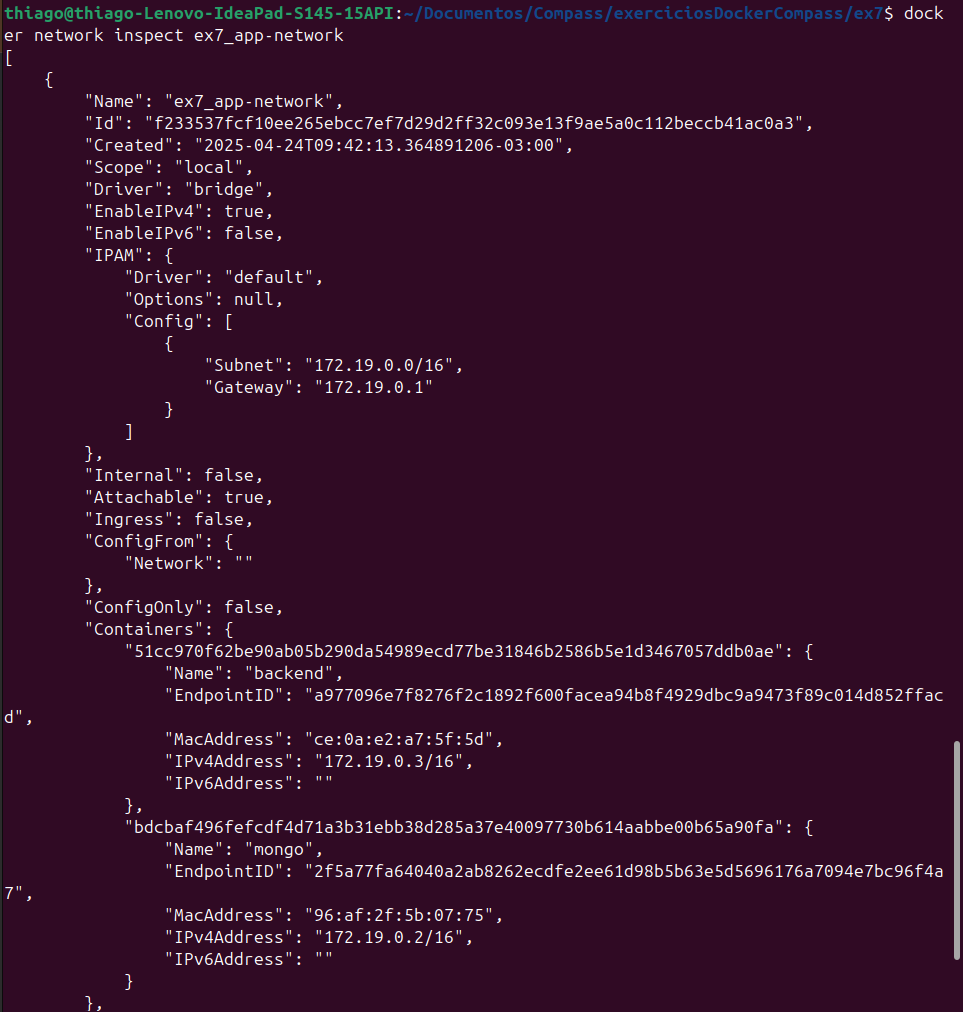 thiago@thiago-Lenovo-IdeaPad-S145-15API:~/Documentos/Compass/exerciciosDockerCompass/ex7$ dock
er network inspect ex7_app-network
[
    {
        "Name": "ex7_app-network",
        "Id": "f233537fcf10ee265ebcc7ef7d29d2ff32c093e13f9ae5a0c112beccb41ac0a3",
        "Created": "2025-04-24T09:42:13.364891206-03:00",
        "Scope": "local",
        "Driver": "bridge",
        "EnableIPv4": true,
        "EnableIPv6": false,
        "IPAM": {
            "Driver": "default",
            "Options": null,
            "Config": [
                {
                    "Subnet": "172.19.0.0/16",
                    "Gateway": "172.19.0.1"
                }
            ]
        },
        "Internal": false,
        "Attachable": true,
        "Ingress": false,
        "ConfigFrom": {
            "Network": ""
        },
        "ConfigOnly": false,
        "Containers": {
            "51cc970f62be90ab05b290da54989ecd77be31846b2586b5e1d3467057ddb0ae": {
                "Name": "backend",
                "EndpointID": "a977096e7f8276f2c1892f600facea94b8f4929dbc9a9473f89c014d852ffac
d",
                "MacAddress": "ce:0a:e2:a7:5f:5d",
                "IPv4Address": "172.19.0.3/16",
                "IPv6Address": ""
            },
            "bdcbaf496fefcdf4d71a3b31ebb38d285a37e40097730b614aabbe00b65a90fa": {
                "Name": "mongo",
                "EndpointID": "2f5a77fa64040a2ab8262ecdfe2ee61d98b5b63e5d5696176a7094e7bc96f4a
7",
                "MacAddress": "96:af:2f:5b:07:75",
                "IPv4Address": "172.19.0.2/16",
                "IPv6Address": ""
            }
        },